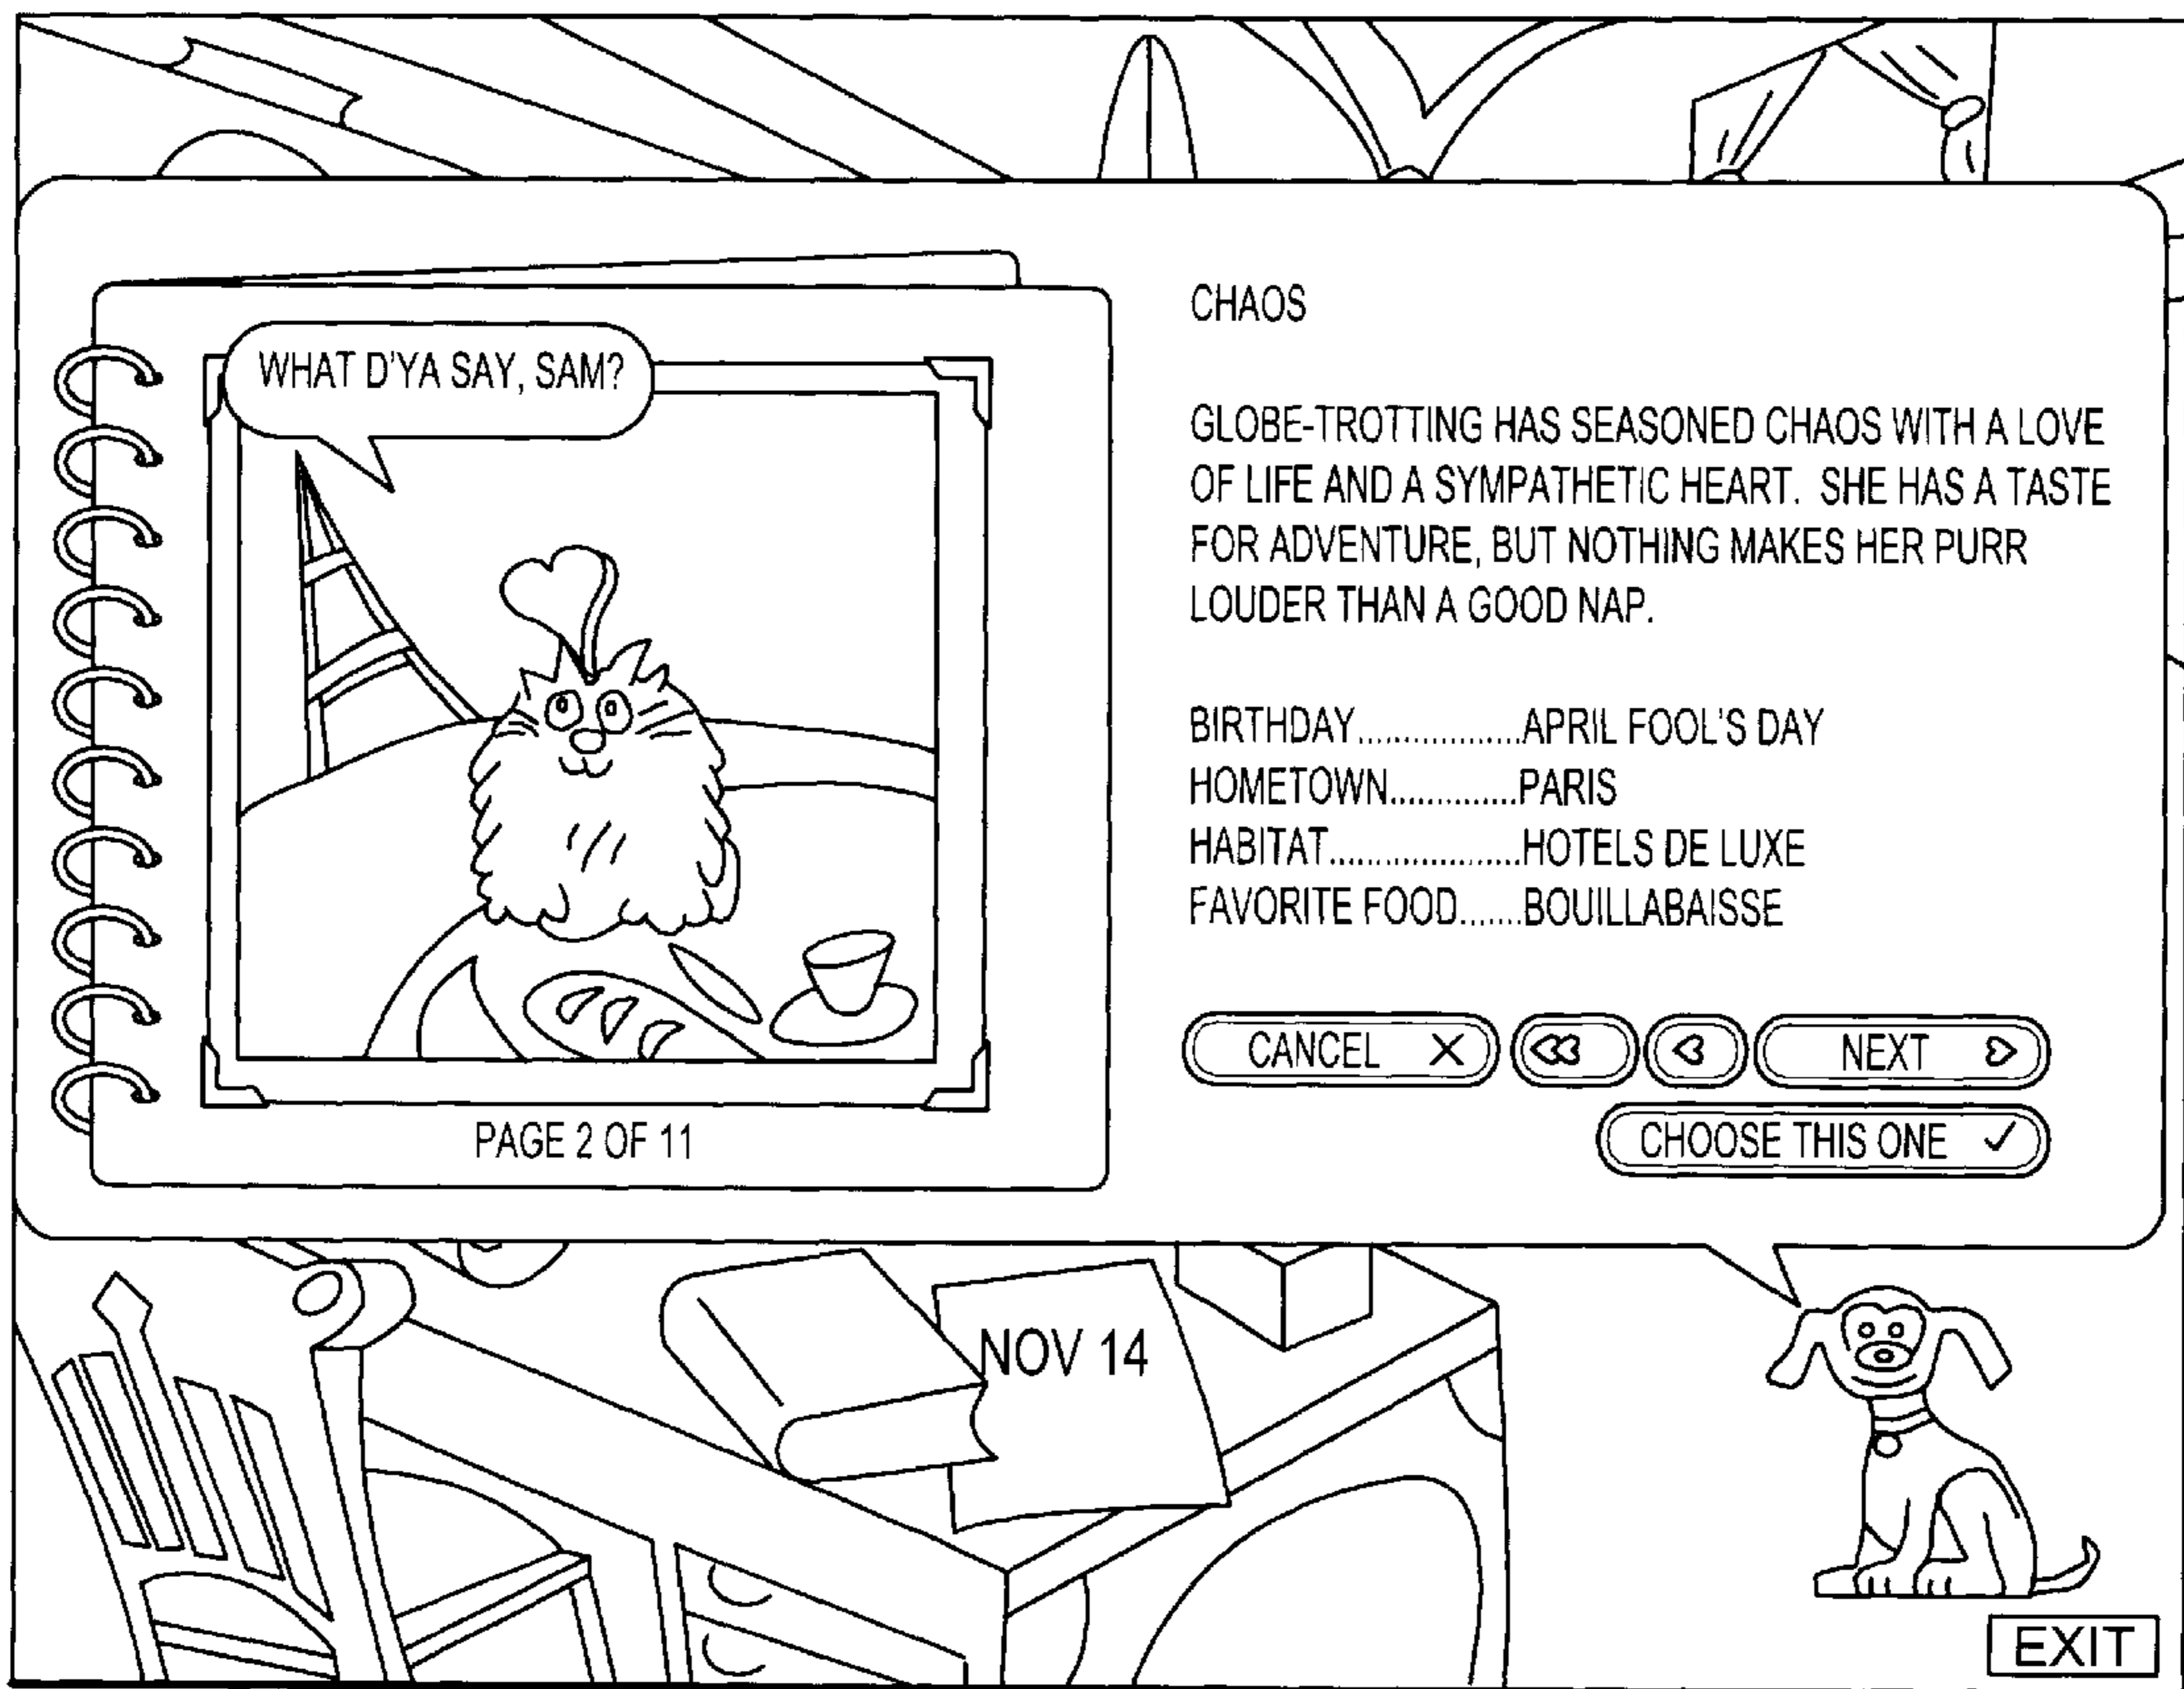 WHAT D'YA SAY, SAM?
PAGE 2 OF 11
CHAOS
GLOBE-TROTTING HAS SEASONED CHAOS WITH A LOVE
OF LIFE AND A SYMPATHETIC HEART.  SHE HAS A TASTE
FOR ADVENTURE, BUT NOTHING MAKES HER PURR
LOUDER THAN A GOOD NAP.
BIRTHDAY..................APRIL FOOL'S DAY
HOMETOWN..............PARIS
HABITAT.....................HOTELS DE LUXE
FAVORITE FOOD.......BOUILLABAISSE
CANCEL X NEXT
CHOOSE THIS ONE ✓
NOV 14
EXIT